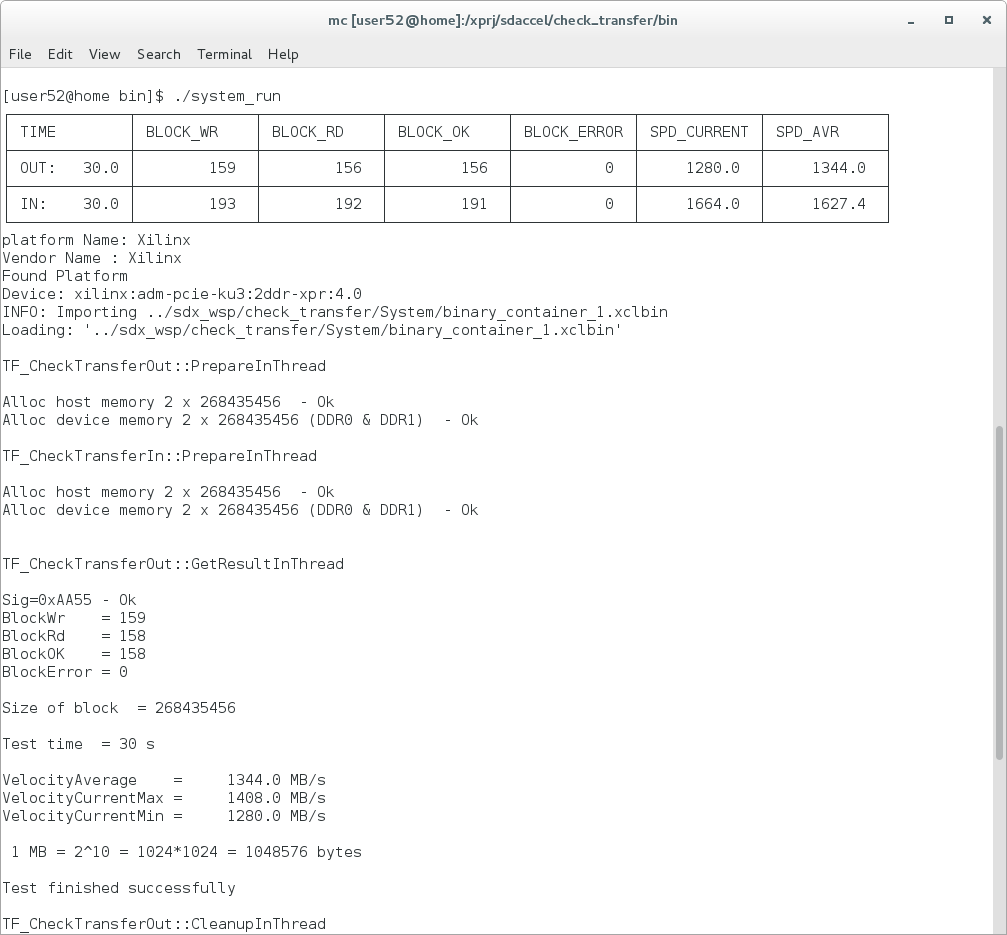 mc [user52@home]:/xprj/sdaccel/check_transfer/bin
File Edit View Search Terminal Help
[user52@home bin]$ ./system_run
TIME BLOCK_WR BLOCK_RD BLOCK_OK BLOCK_ERROR SPD_CURRENT SPD_AVR
OUT: 30.0 159 156 156 0 1280.0 1344.0
IN: 30.0 193 192 191 0 1664.0 1627.4
platform Name: Xilinx
Vendor Name : Xilinx
Found Platform
Device: xilinx:adm-pcie-ku3:2ddr-xpr:4.0
INFO: Importing ../sdx_wsp/check_transfer/System/binary_container_1.xclbin
Loading: '../sdx_wsp/check_transfer/System/binary_container_1.xclbin'
TF_CheckTransferOut::PrepareInThread
Alloc host memory 2 x 268435456  - Ok
Alloc device memory 2 x 268435456 (DDR0 & DDR1)  - Ok
TF_CheckTransferIn::PrepareInThread
Alloc host memory 2 x 268435456  - Ok
Alloc device memory 2 x 268435456 (DDR0 & DDR1)  - Ok
TF_CheckTransferOut::GetResultInThread
Sig=0xAA55 - Ok
BlockWr    = 159
BlockRd    = 158
BlockOK    = 158
BlockError = 0
Size of block  = 268435456
Test time  = 30 s
VelocityAverage    =     1344.0 MB/s
VelocityCurrentMax =     1408.0 MB/s
VelocityCurrentMin =     1280.0 MB/s
1 MB = 2^10 = 1024*1024 = 1048576 bytes
Test finished successfully
TF_CheckTransferOut::CleanupInThread